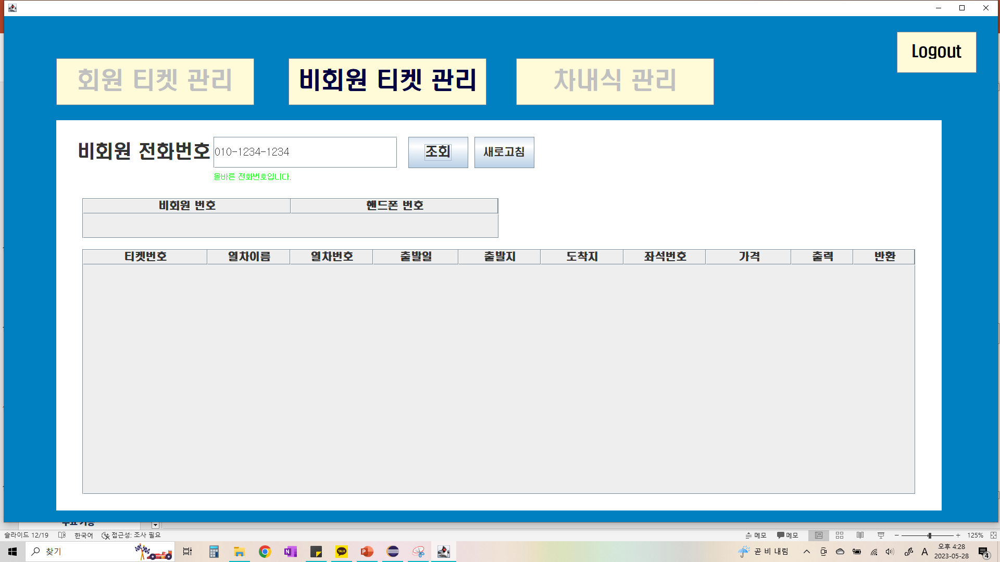 Logout
회원 티켓 관리
비회원 티켓 관리
차내식 관리
비회원 전화번호
010-1234-1234
조회
새로고침
올바른 전화번호입니다.
비회원 번호
핸드폰 번호
티켓번호
열차이름
열차번호
출발일
출발지
도착지
좌석번호
가격
출력
반환
슬라이드 12/19
한국어
접근성: 조사 필요
메모
메모
125%
찾기
TALK
곧 비 내림
A
오후 4:28
2023-05-28
4